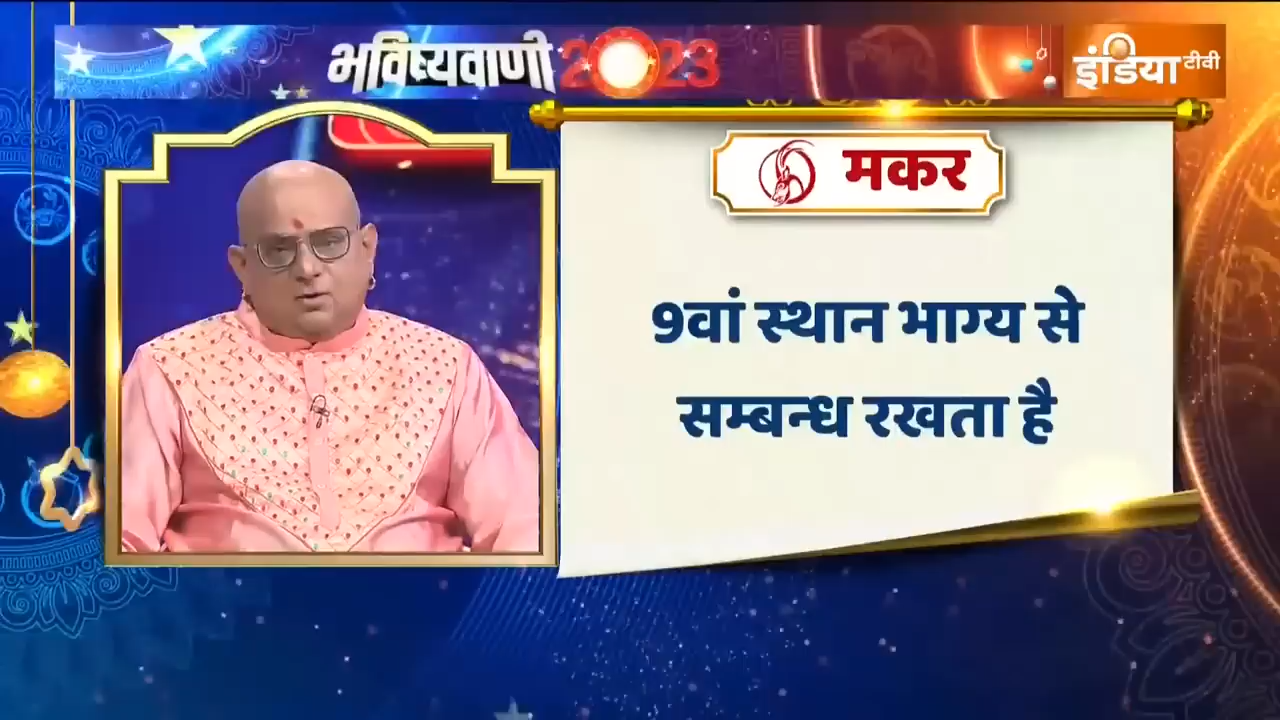 भविष्यवाणी 2023
इंडिया टीवी
मकर
9वां स्थान भाग्य से
सम्बन्ध रखता है